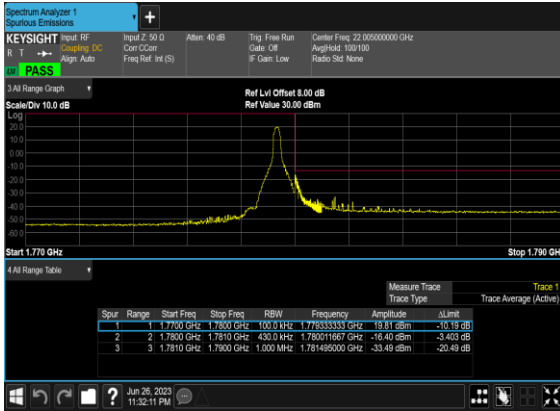 Spectrum Analyzer 1
Spurious Emissions
KEYSIGHT Input: RF Input Z: 50 Ω Atten: 40 dB Trig: Free Run Center Freq: 22.005000000 GHz
R T Coupling: DC Corr CCorr Gate: Off Avg|Hold: 100/100
Align: Auto Freq Ref: Int (S) IF Gain: Low Radio Std: None
PASS
3 All Range Graph
Ref Lvl Offset 8.00 dB
Scale/Div 10.0 dB Ref Value 30.00 dBm
Log
20.0
10.0
0.00
-10.0
-20.0
-30.0
-40.0
-50.0
-60.0
Start 1.770 GHz Stop 1.790 GHz
4 All Range Table
Measure Trace Trace 1
Trace Type Trace Average (Active)
Spur Range Start Freq Stop Freq RBW Frequency Amplitude ΔLimit
1 1 1.7700 GHz 1.7800 GHz 100.0 kHz 1.779333333 GHz 19.81 dBm -10.19 dB
2 2 1.7800 GHz 1.7810 GHz 430.0 kHz 1.780011667 GHz -16.40 dBm -3.403 dB
3 3 1.7810 GHz 1.7900 GHz 1.000 MHz 1.781495000 GHz -33.49 dBm -20.49 dB
Jun 26, 2023
11:32:11 PM